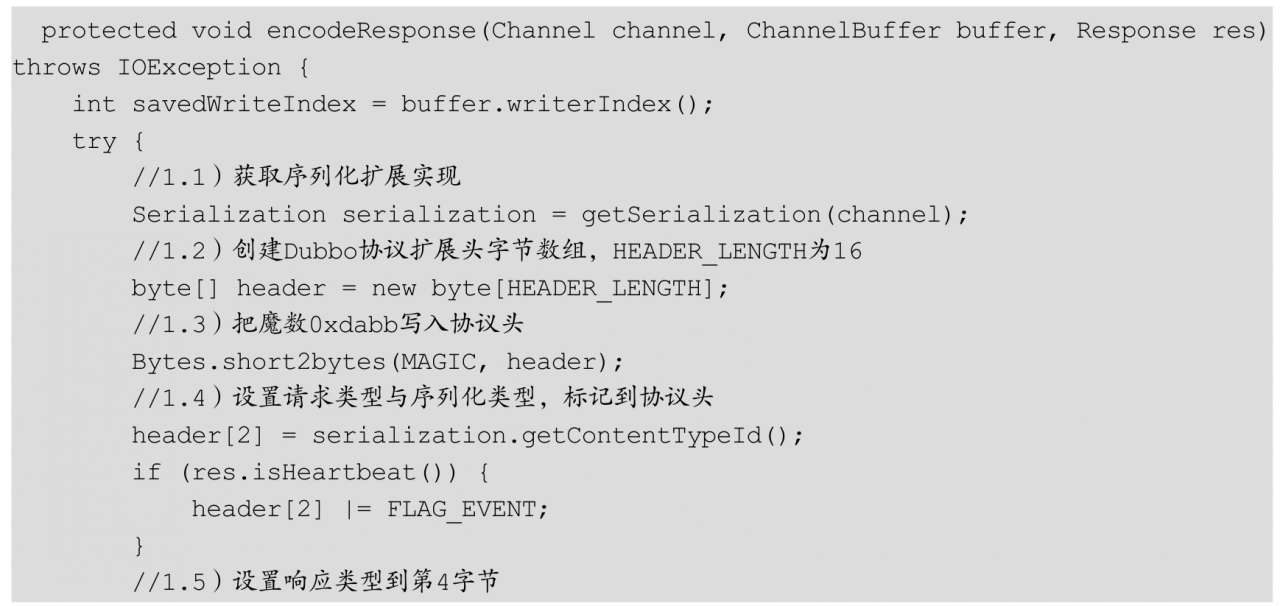 protected void encodeResponse(Channel channel, ChannelBuffer buffer, Response res)
throws IOException {
int savedWriteIndex = buffer.writerIndex();
try {
//1.1）获取序列化扩展实现
Serialization serialization = getSerialization(channel);
//1.2）创建Dubbo协议扩展头字节数组，HEADER_LENGTH为16
byte[] header = new byte[HEADER_LENGTH];
//1.3）把魔数0xdabb写入协议头
Bytes.short2bytes(MAGIC, header);
//1.4）设置请求类型与序列化类型，标记到协议头
header[2] = serialization.getContentTypeId();
if (res.isHeartbeat()) {
header[2] |= FLAG_EVENT;
}
//1.5）设置响应类型到第4字节